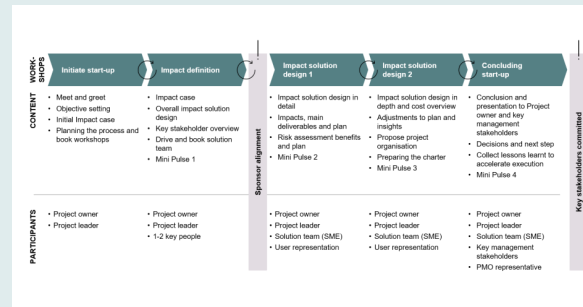 WORK-
SHOPS
Initiate start-up
Impact definition
Impact solution
design 1
Impact solution
design 2
Concluding
start-up
CONTENT
• Meet and greet
• Objective setting
• Initial Impact case
• Planning the process and
book workshops
• Impact case
• Overall impact solution
design
• Key stakeholder overview
• Drive and book solution
team
• Mini Pulse 1
Sponsor alignment
• Impact solution design in
detail
• Impacts, main
deliverables and plan
• Risk assessment benefits
and plan
• Mini Pulse 2
• Impact solution design in
depth and cost overview
• Adjustments to plan and
insights
• Propose project
organisation
• Preparing the charter
• Mini Pulse 3
• Conclusion and
presentation to Project
owner and key
management
stakeholders
• Decisions and next step
• Collect lessons learnt to
accelerate execution
• Mini Pulse 4
Key stakeholders committed
PARTICIPANTS
• Project owner
• Project leader
• Project owner
• Project leader
• 1-2 key people
• Project owner
• Project leader
• Solution team (SME)
• User representation
• Project owner
• Project leader
• Solution team (SME)
• User representation
• Project owner
• Project leader
• Solution team (SME)
• Key management
stakeholders
• PMO representative